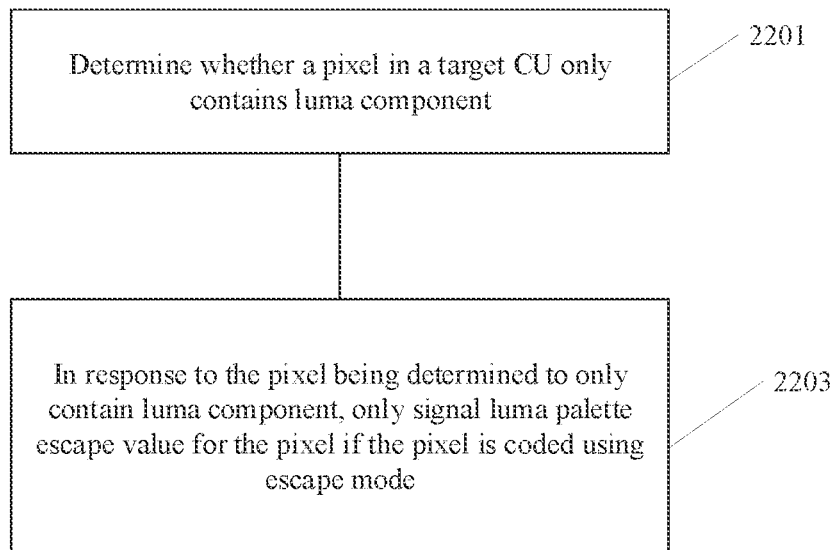 2201
Determine whether a pixel in a target CU only
contains luma component
2203
In response to the pixel being determined to only
contain luma component, only signal luma palette
escape value for the pixel if the pixel is coded using
escape mode